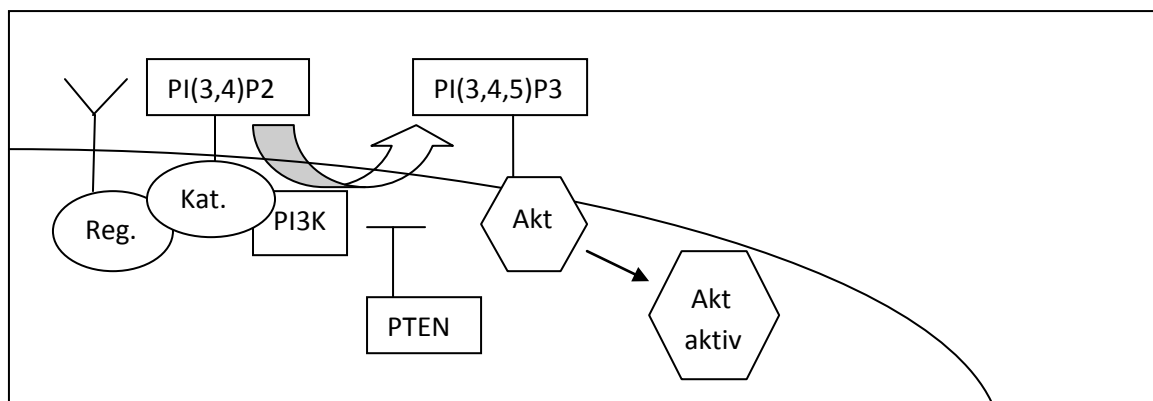 PI(3,4)P2
PI(3,4,5)P3
Kat.
Reg.
PI3K
Akt
PTEN
Akt
aktiv